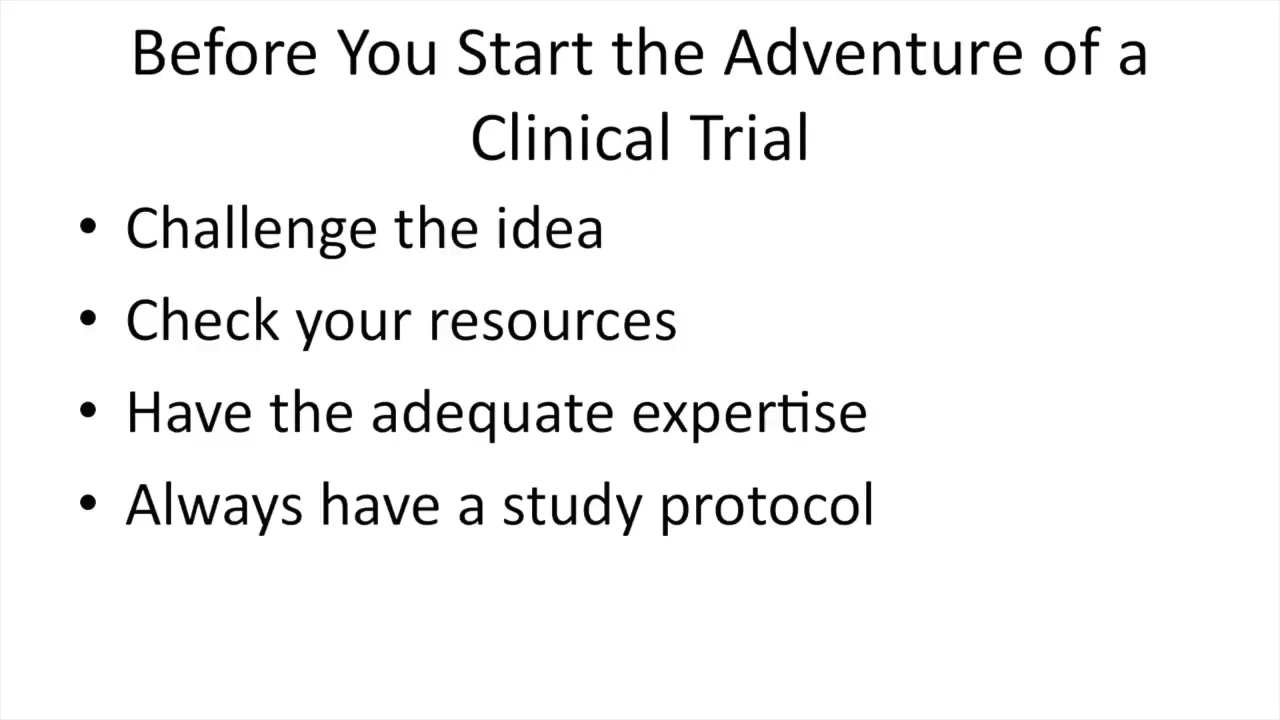 Before You Start the Adventure of a
Clinical Trial
• Challenge the idea
• Check your resources
• Have the adequate expertise
• Always have a study protocol